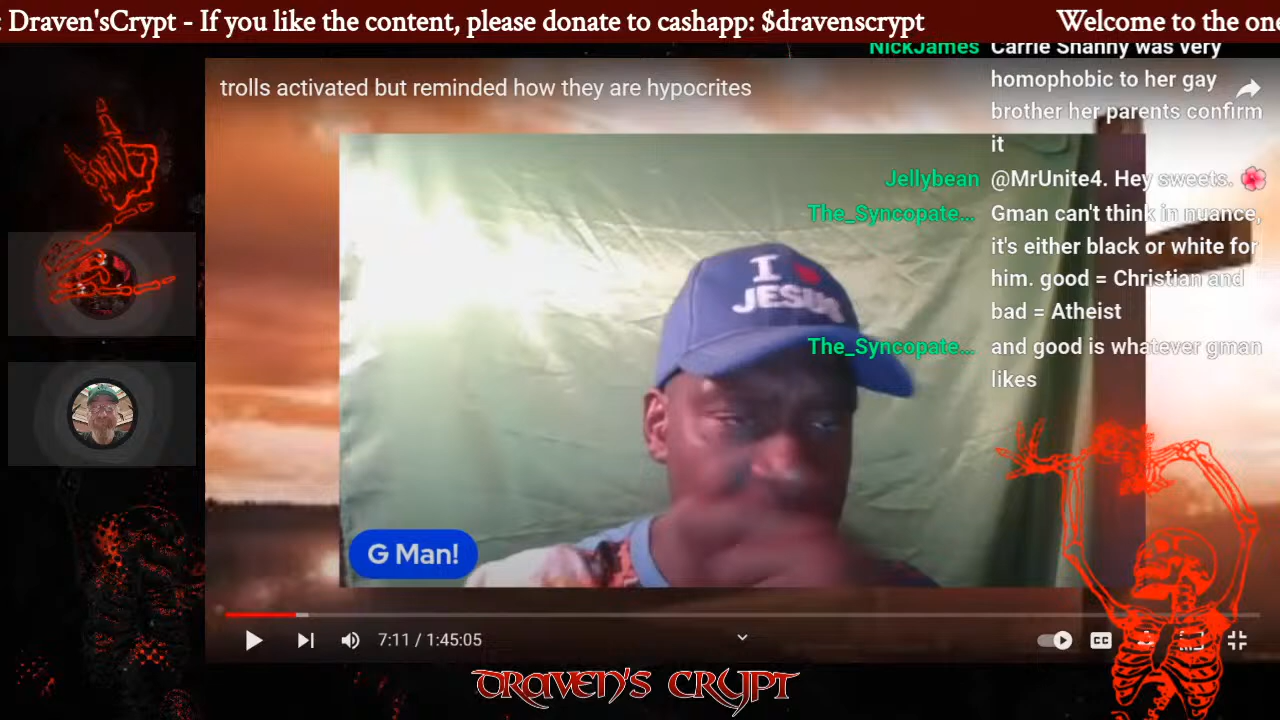 : Draven'sCrypt - If you like the content, please donate to cashapp: $dravenscrypt
Welcome to the one
trolls activated but reminded how they are hypocrites
NickJames Carrie Shanny was very
homophobic to her gay
brother her parents confirm
it
Jellybean @MrUnite4. Hey sweets. 🌺
The_Syncopate... Gman can't think in nuance,
it's either black or white for
him. good = Christian and
bad = Atheist
The_Syncopate... and good is whatever gman
likes
I ♥
JESUS
G Man!
7:11 / 1:45:05
CC
DRAVEN'S CRYPT